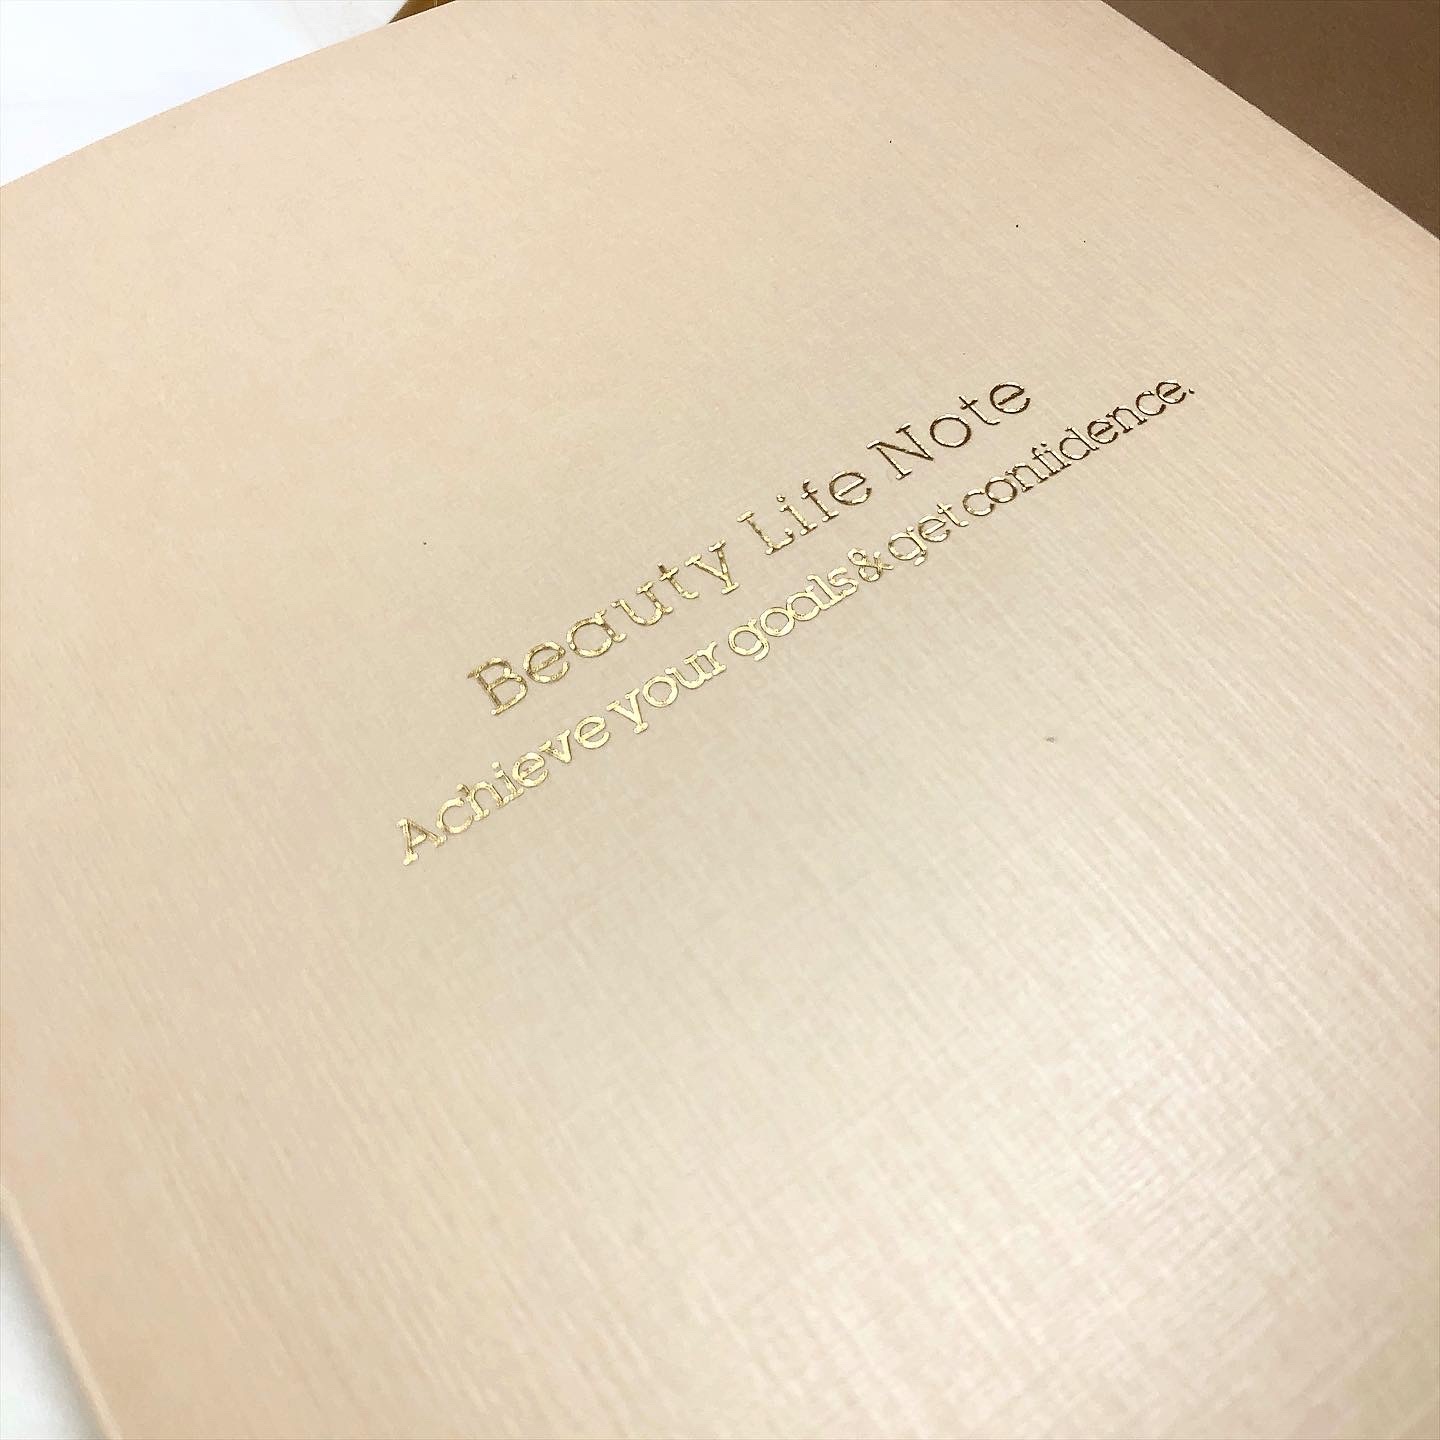 Beauty Life Note
Achieve your goals & get confidence.